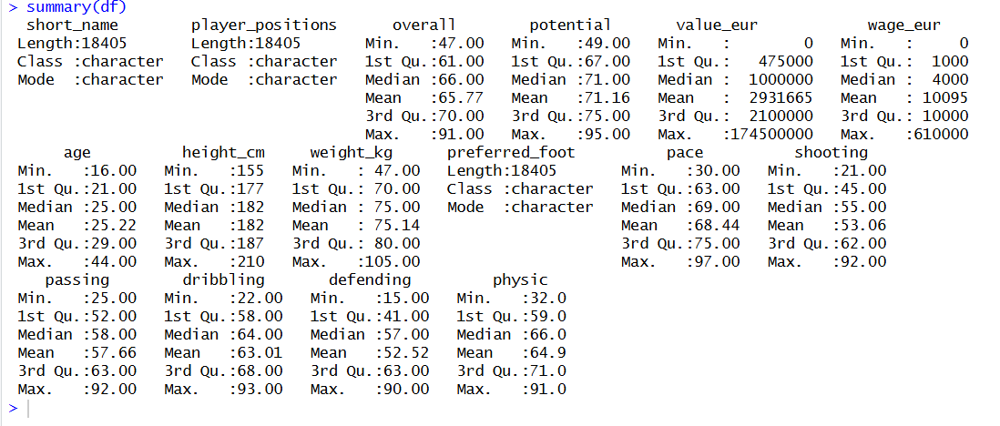 > summary(df)
  short_name        player_positions      overall        potential       value_eur           wage_eur
 Length:18405       Length:18405       Min.   :47.00   Min.   :49.00   Min.   :        0   Min.   :     0
 Class :character   Class :character   1st Qu.:61.00   1st Qu.:67.00   1st Qu.:   475000   1st Qu.:  1000
 Mode  :character   Mode  :character   Median :66.00   Median :71.00   Median :  1000000   Median :  4000
                                       Mean   :65.77   Mean   :71.16   Mean   :  2931665   Mean   : 10095
                                       3rd Qu.:70.00   3rd Qu.:75.00   3rd Qu.:  2100000   3rd Qu.: 10000
                                       Max.   :91.00   Max.   :95.00   Max.   :174500000   Max.   :610000
      age          height_cm      weight_kg      preferred_foot          pace          shooting
 Min.   :16.00   Min.   :155   Min.   : 47.00   Length:18405       Min.   :30.00   Min.   :21.00
 1st Qu.:21.00   1st Qu.:177   1st Qu.: 70.00   Class :character   1st Qu.:63.00   1st Qu.:45.00
 Median :25.00   Median :182   Median : 75.00   Mode  :character   Median :69.00   Median :55.00
 Mean   :25.22   Mean   :182   Mean   : 75.14                      Mean   :68.44   Mean   :53.06
 3rd Qu.:29.00   3rd Qu.:187   3rd Qu.: 80.00                      3rd Qu.:75.00   3rd Qu.:62.00
 Max.   :44.00   Max.   :210   Max.   :105.00                      Max.   :97.00   Max.   :92.00
    passing        dribbling       defending         physic
 Min.   :25.00   Min.   :22.00   Min.   :15.00   Min.   :32.0
 1st Qu.:52.00   1st Qu.:58.00   1st Qu.:41.00   1st Qu.:59.0
 Median :58.00   Median :64.00   Median :57.00   Median :66.0
 Mean   :57.66   Mean   :63.01   Mean   :52.52   Mean   :64.9
 3rd Qu.:63.00   3rd Qu.:68.00   3rd Qu.:63.00   3rd Qu.:71.0
 Max.   :92.00   Max.   :93.00   Max.   :90.00   Max.   :91.0
>